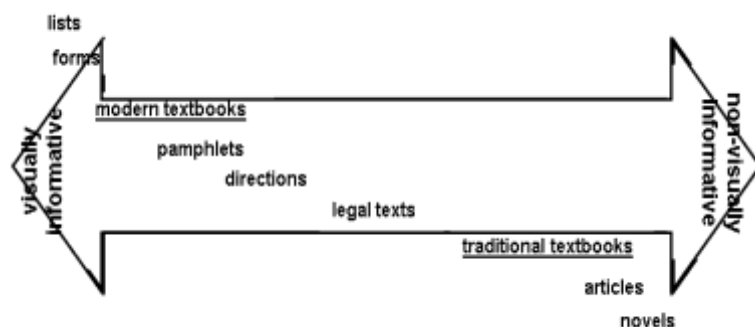 lists
forms
modern textbooks
pamphlets
directions
legal texts
traditional textbooks
articles
novels
visually
informative
non-visually
informative